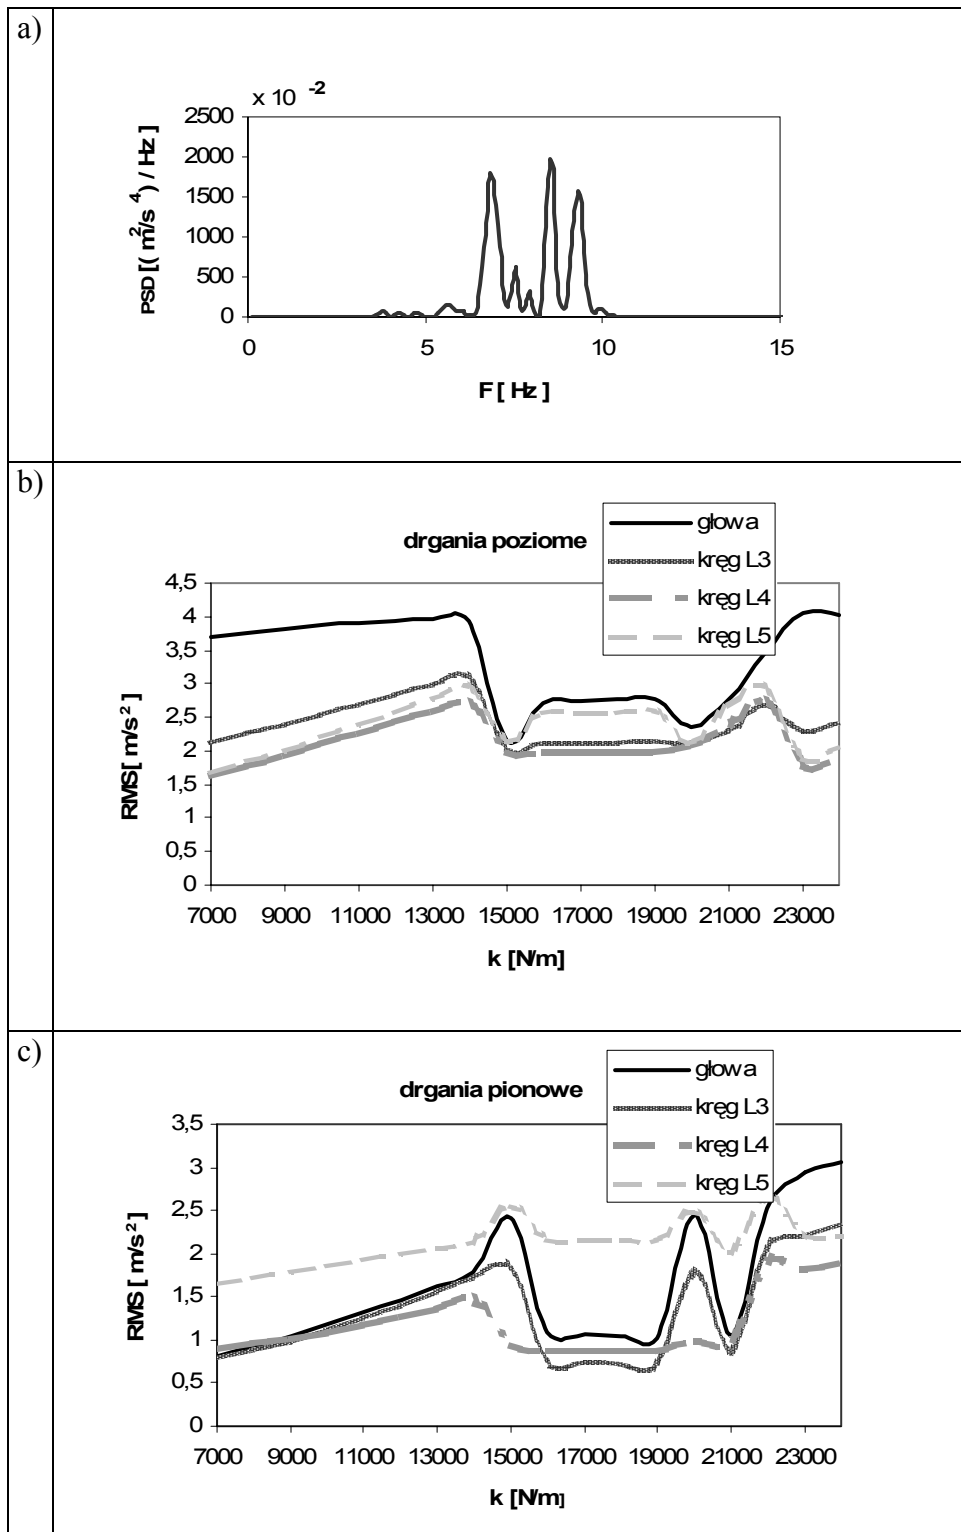 a)
x 10 -2
PSD [( m2/s 4) / Hz]
2500
2000
1500
1000
500
0
0 5 10 15
F [ Hz ]
b)
drgania poziome
głowa
kręg L3
kręg L4
kręg L5
RMS [ m/s 2 ]
4,5
4
3,5
3
2,5
2
1,5
1
0,5
0
7000 9000 11000 13000 15000 17000 19000 21000 23000
k [N/m]
c)
drgania pionowe
głowa
kręg L3
kręg L4
kręg L5
RMS [ m/s 2 ]
3,5
3
2,5
2
1,5
1
0,5
0
7000 9000 11000 13000 15000 17000 19000 21000 23000
k [N/m]